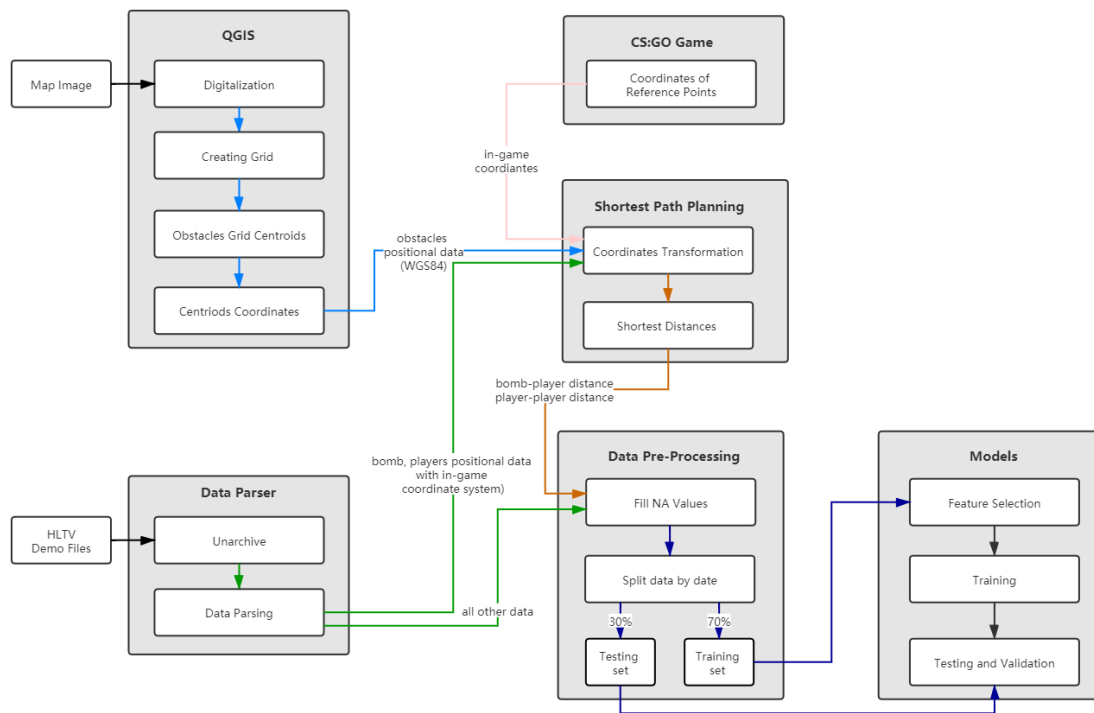 QGIS
Map Image
Digitalization
Creating Grid
Obstacles Grid Centroids
Centriods Coordinates
CS:GO Game
Coordinates of
Reference Points
in-game
coordiantes
Shortest Path Planning
obstacles
positional data
(WGS84)
Coordinates Transformation
Shortest Distances
bomb-player distance
player-player distance
bomb, players positional data
with in-game
coordinate system)
Data Parser
HLTV
Demo Files
Unarchive
Data Parsing
all other data
Data Pre-Processing
Fill NA Values
Split data by date
30%
70%
Testing
set
Training
set
Models
Feature Selection
Training
Testing and Validation